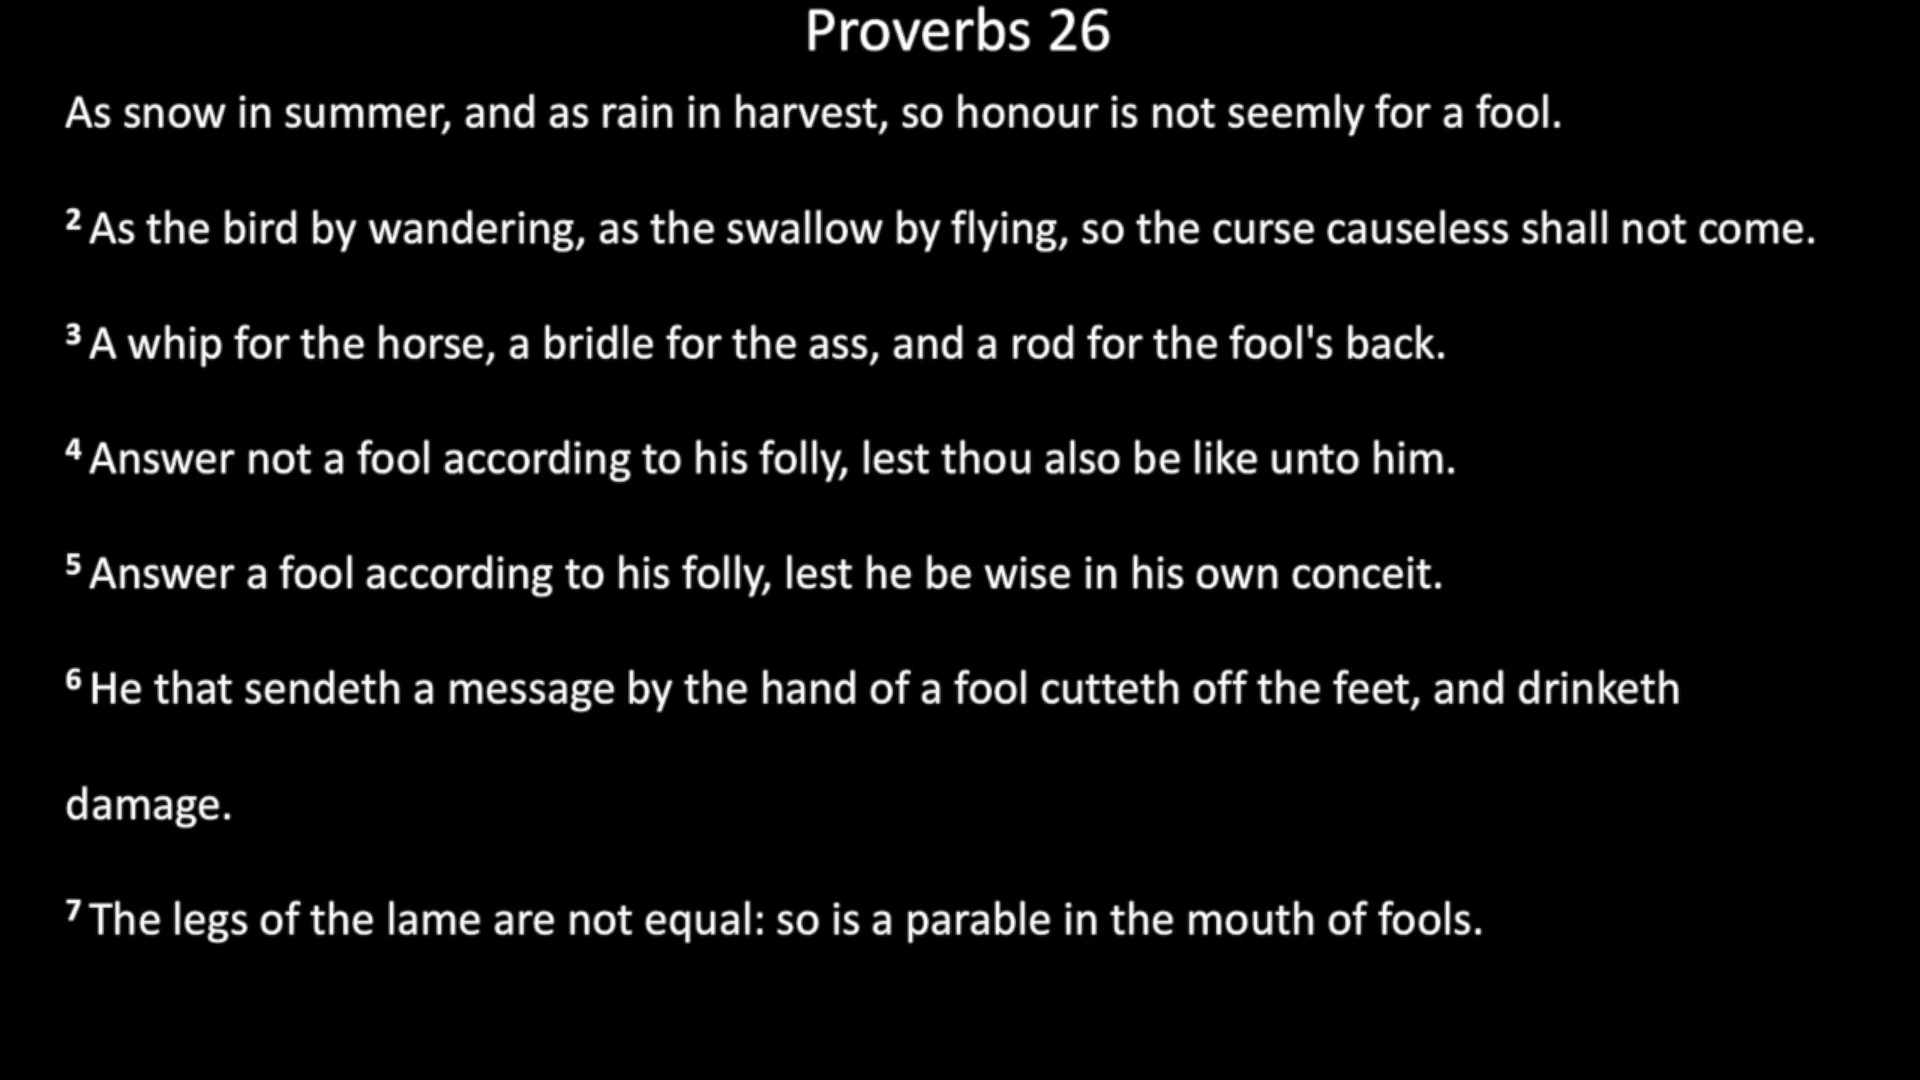 Proverbs 26
As snow in summer, and as rain in harvest, so honour is not seemly for a fool.
2 As the bird by wandering, as the swallow by flying, so the curse causeless shall not come.
3 A whip for the horse, a bridle for the ass, and a rod for the fool's back.
4 Answer not a fool according to his folly, lest thou also be like unto him.
5 Answer a fool according to his folly, lest he be wise in his own conceit.
6 He that sendeth a message by the hand of a fool cutteth off the feet, and drinketh
damage.
7 The legs of the lame are not equal: so is a parable in the mouth of fools.